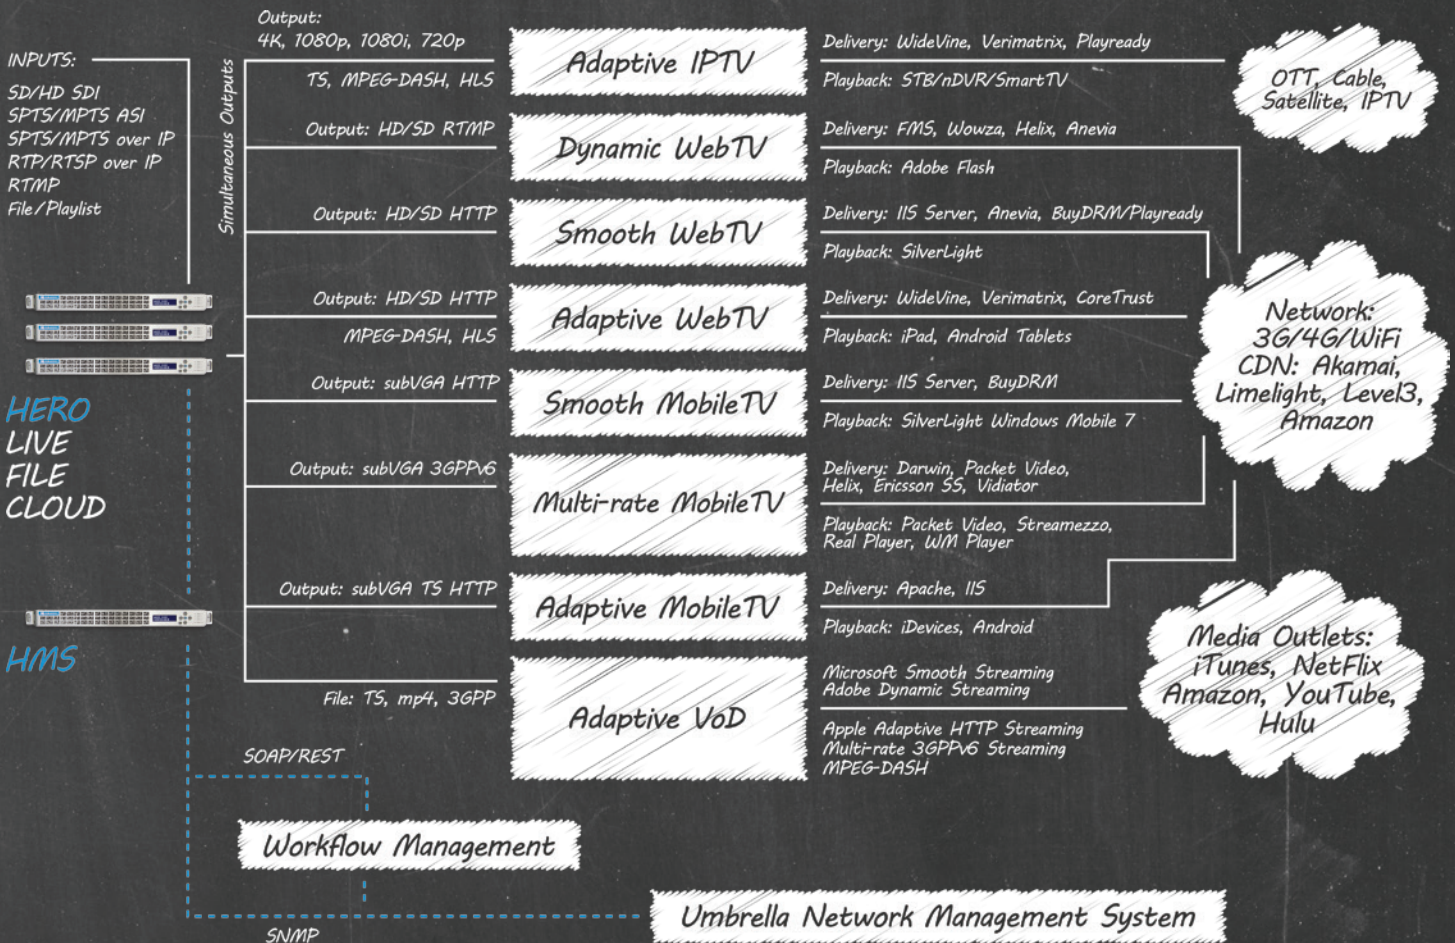 INPUTS:
SD/HD SDI
SPTS/MPTS ASI
SPTS/MPTS over IP
RTP/RTSP over IP
RTMP
File/Playlist
HERO
LIVE
FILE
CLOUD
HMS
Simultaneous Outputs
Output:
4K, 1080p, 1080i, 720p
TS, MPEG-DASH, HLS
Adaptive IPTV
Delivery: WideVine, Verimatrix, Playready
Playback: STB/nDVR/SmartTV
OTT, Cable,
Satellite, IPTV
Output: HD/SD RTMP
Dynamic WebTV
Delivery: FMS, Wowza, Helix, Anevia
Playback: Adobe Flash
Output: HD/SD HTTP
Smooth WebTV
Delivery: IIS Server, Anevia, BuyDRM/Playready
Playback: SilverLight
Output: HD/SD HTTP
MPEG-DASH, HLS
Adaptive WebTV
Delivery: WideVine, Verimatrix, CoreTrust
Playback: iPad, Android Tablets
Network:
3G/4G/WiFi
CDN: Akamai,
Limelight, Level3,
Amazon
Output: subVGA HTTP
Smooth MobileTV
Delivery: IIS Server, BuyDRM
Playback: SilverLight Windows Mobile 7
Output: subVGA 3GPPv6
Multi-rate MobileTV
Delivery: Darwin, Packet Video,
Helix, Ericsson SS, Vidiator
Playback: Packet Video, Streamezzo,
Real Player, WM Player
Output: subVGA TS HTTP
Adaptive MobileTV
Delivery: Apache, IIS
Playback: iDevices, Android
File: TS, mp4, 3GPP
Adaptive VoD
Microsoft Smooth Streaming
Adobe Dynamic Streaming
Apple Adaptive HTTP Streaming
Multi-rate 3GPPv6 Streaming
MPEG-DASH
Media Outlets:
iTunes, NetFlix
Amazon, YouTube,
Hulu
SOAP/REST
Workflow Management
SNMP
Umbrella Network Management System